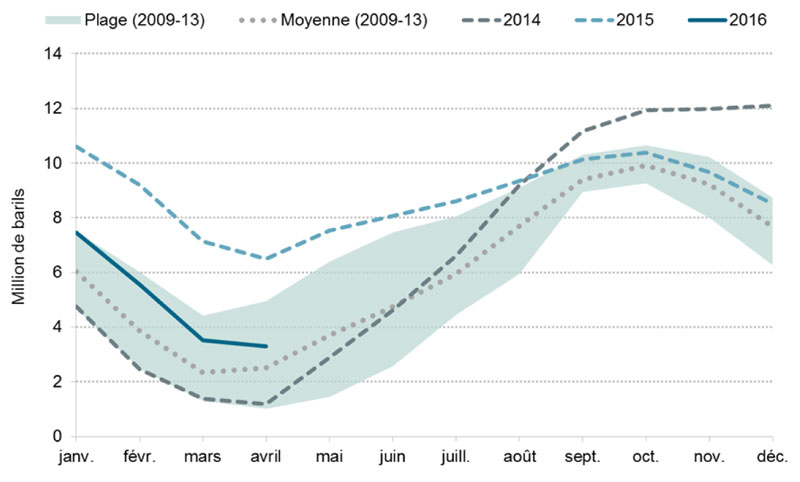 Plage (2009-13) Moyenne (2009-13) 2014 2015 2016
14
12
10
8
6
4
2
0
Million de barils
janv. févr. mars avril mai juin juill. août sept. oct. nov. déc.